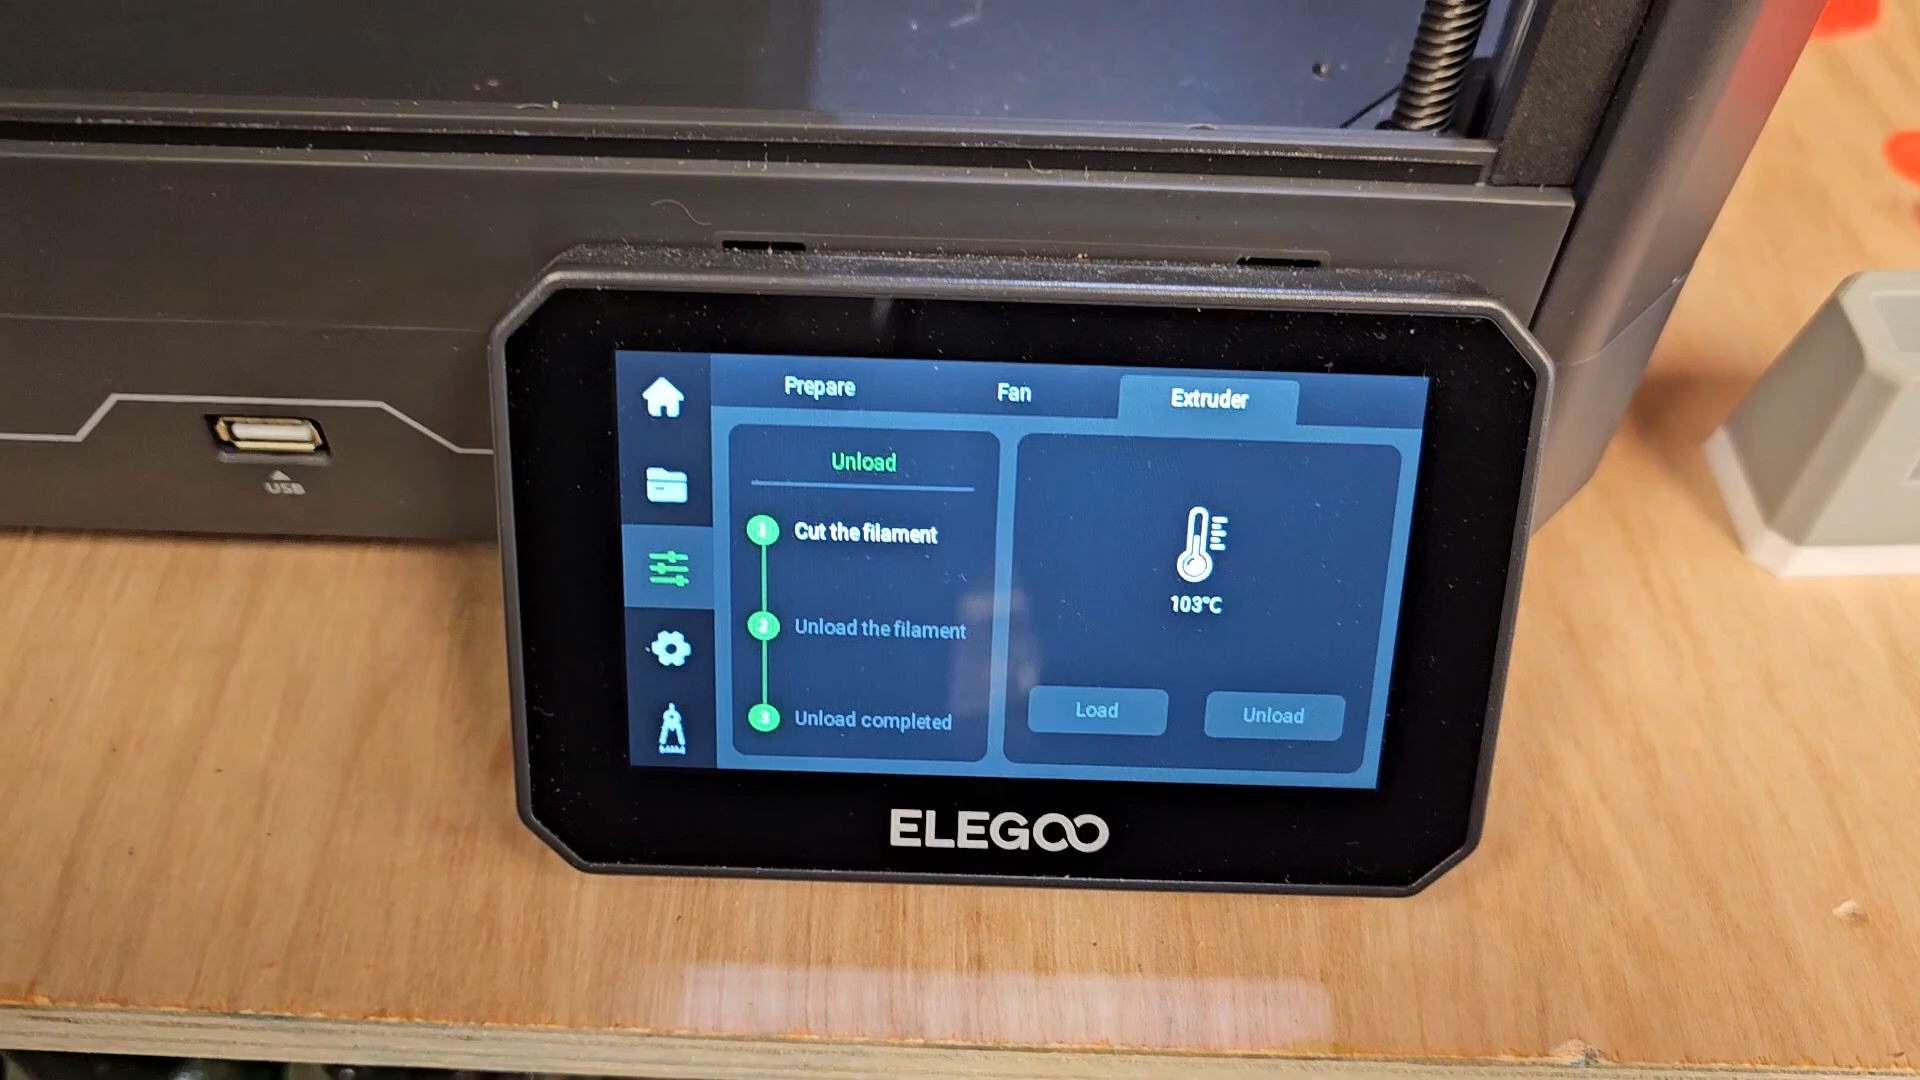 Prepare
Fan
Extruder
Unload
1 Cut the filament
2 Unload the filament
3 Unload completed
103°C
Load
Unload
USB
ELEGOO